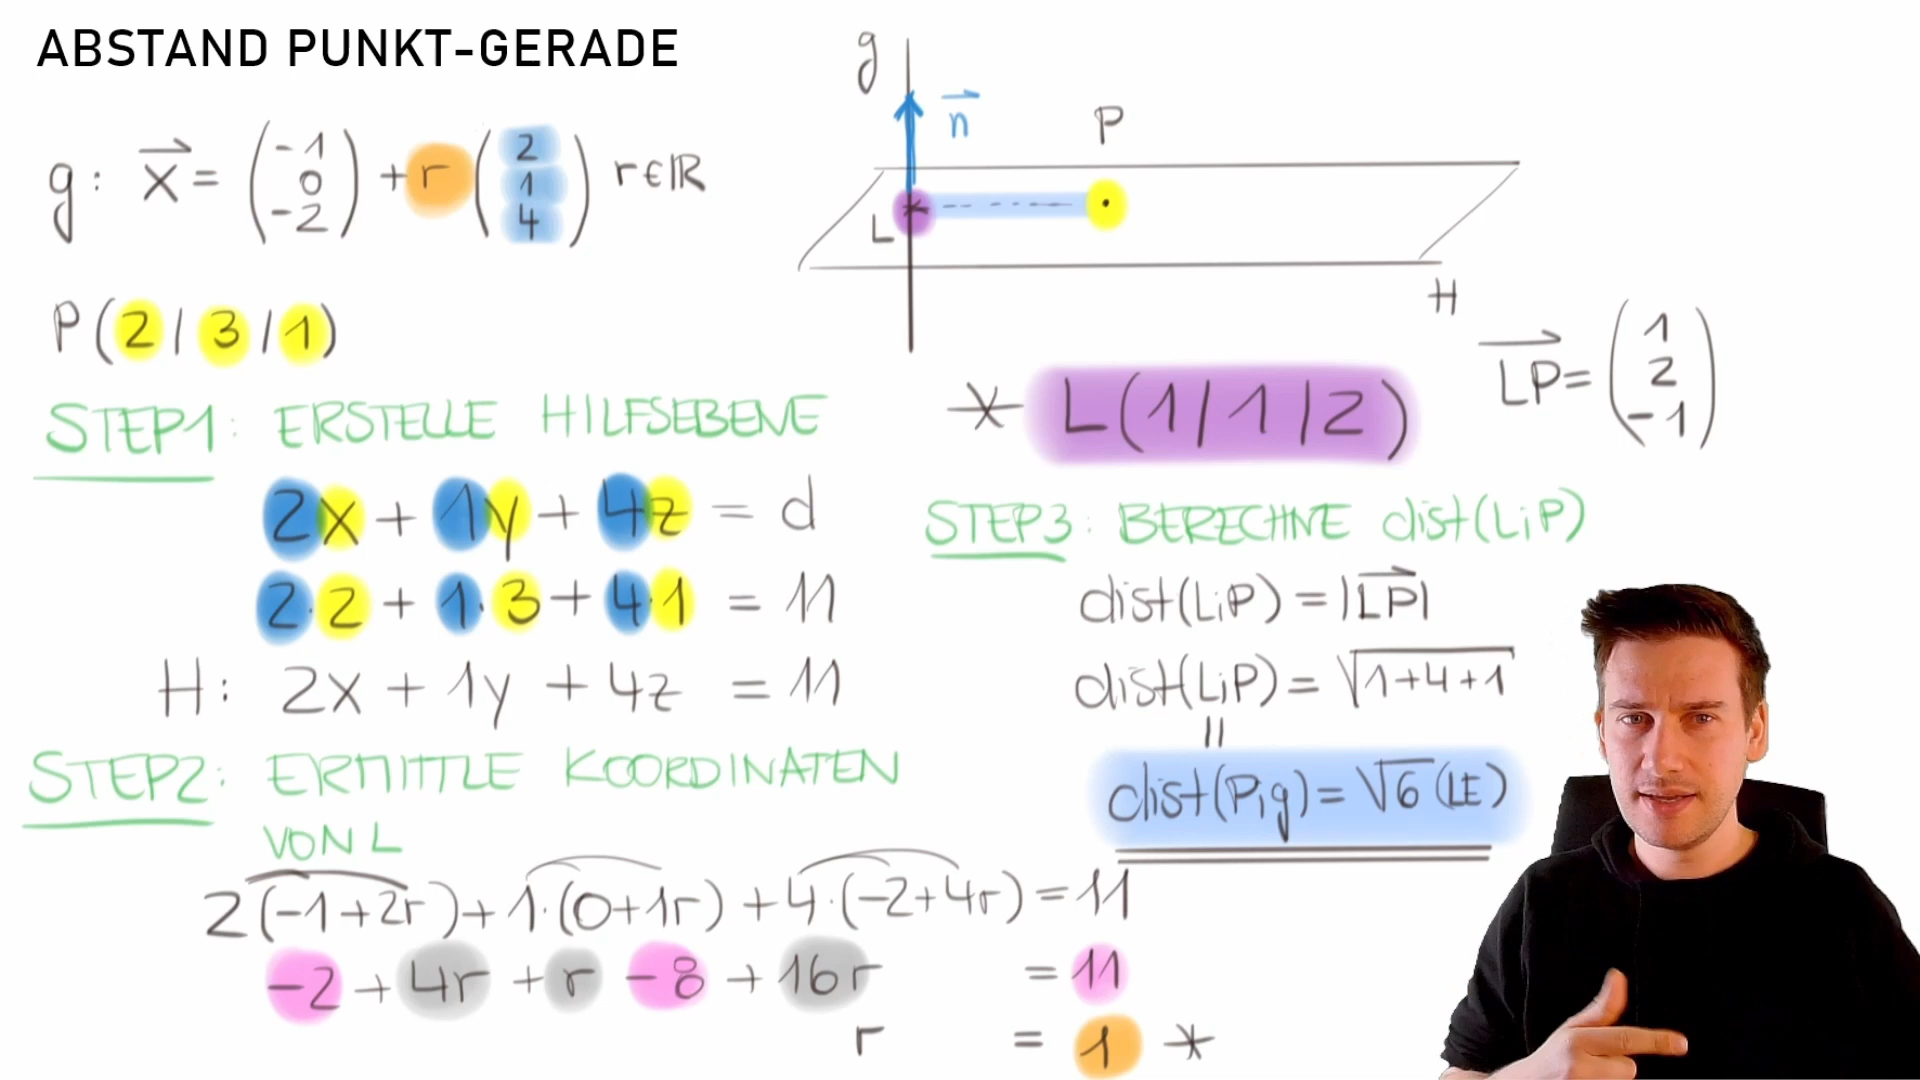 ABSTAND PUNKT-GERADE
g: x⃗ = (-1 0 -2) + r (2 1 4) r∈ℝ
P(2/3/1)
STEP1: ERSTELLE HILFSEBENE
2x + 1y + 4z = d
2·2 + 1·3 + 4·1 = 11
H: 2x + 1y + 4z = 11
STEP2: ERMITTLE KOORDINATEN
VON L
2(-1+2r)+1·(0+1r)+4·(-2+4r)=11
-2+4r+r-8+16r = 11
r = 1 *
g
n⃗
P
L
H
* L(1/1/2)
LP⃗ = (1 2 -1)
STEP3: BERECHNE dist(L;P)
dist(L;P) = |LP⃗|
dist(L;P) = √1+4+1
=
dist(P;g) = √6 (LE)